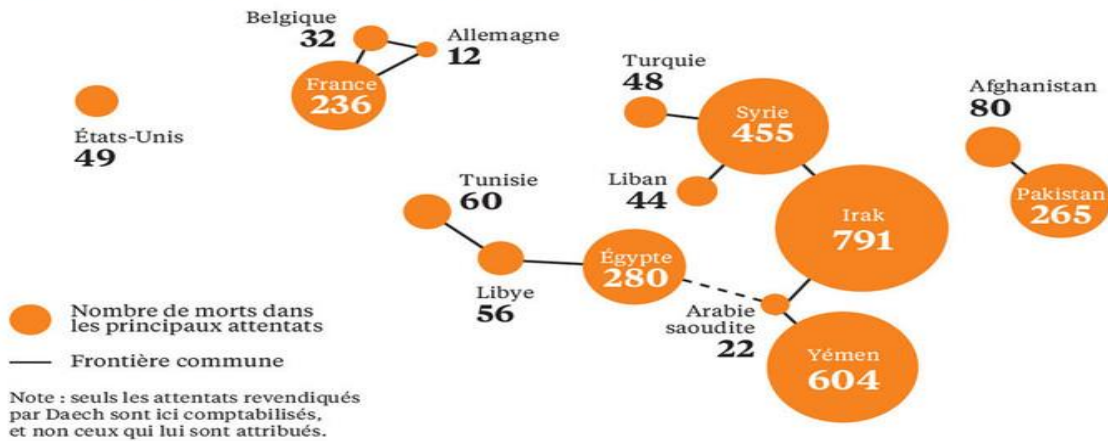 Belgique
32
Allemagne
12
France
236
États-Unis
49
Turquie
48
Syrie
455
Afghanistan
80
Liban
44
Pakistan
265
Tunisie
60
Irak
791
Égypte
280
Libye
56
Arabie
saoudite
22
Yémen
604
Nombre de morts dans
les principaux attentats
Frontière commune
Note : seuls les attentats revendiqués
par Daech sont ici comptabilisés,
et non ceux qui lui sont attribués.